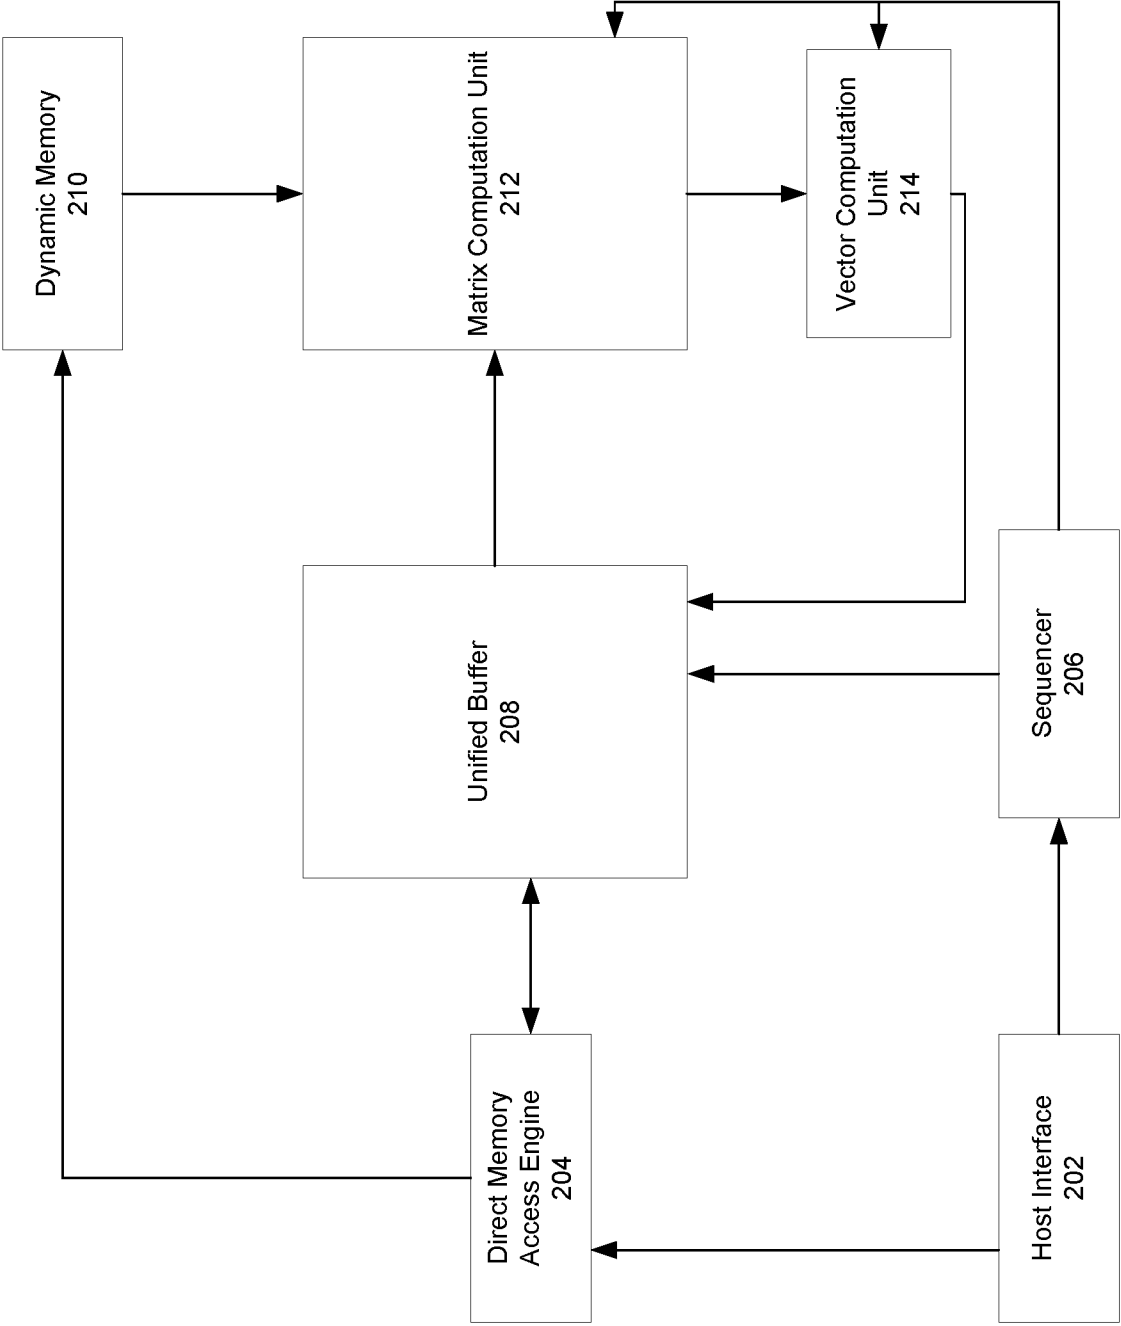 Host Interface
202
Sequencer
206
Direct Memory
Access Engine
204
Unified Buffer
208
Vector Computation
Unit
214
Matrix Computation Unit
212
Dynamic Memory
210